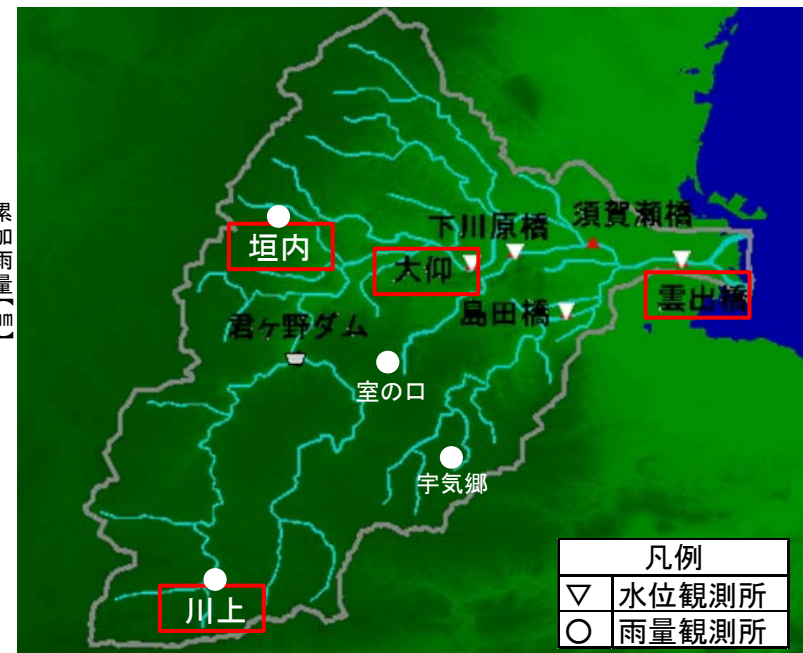 累加雨量【㎜】
下川原橋
須賀瀬橋
垣内
大仰
雲出橋
島田橋
君ヶ野ダム
室の口
宇気郷
川上
凡例
▽ 水位観測所
○ 雨量観測所